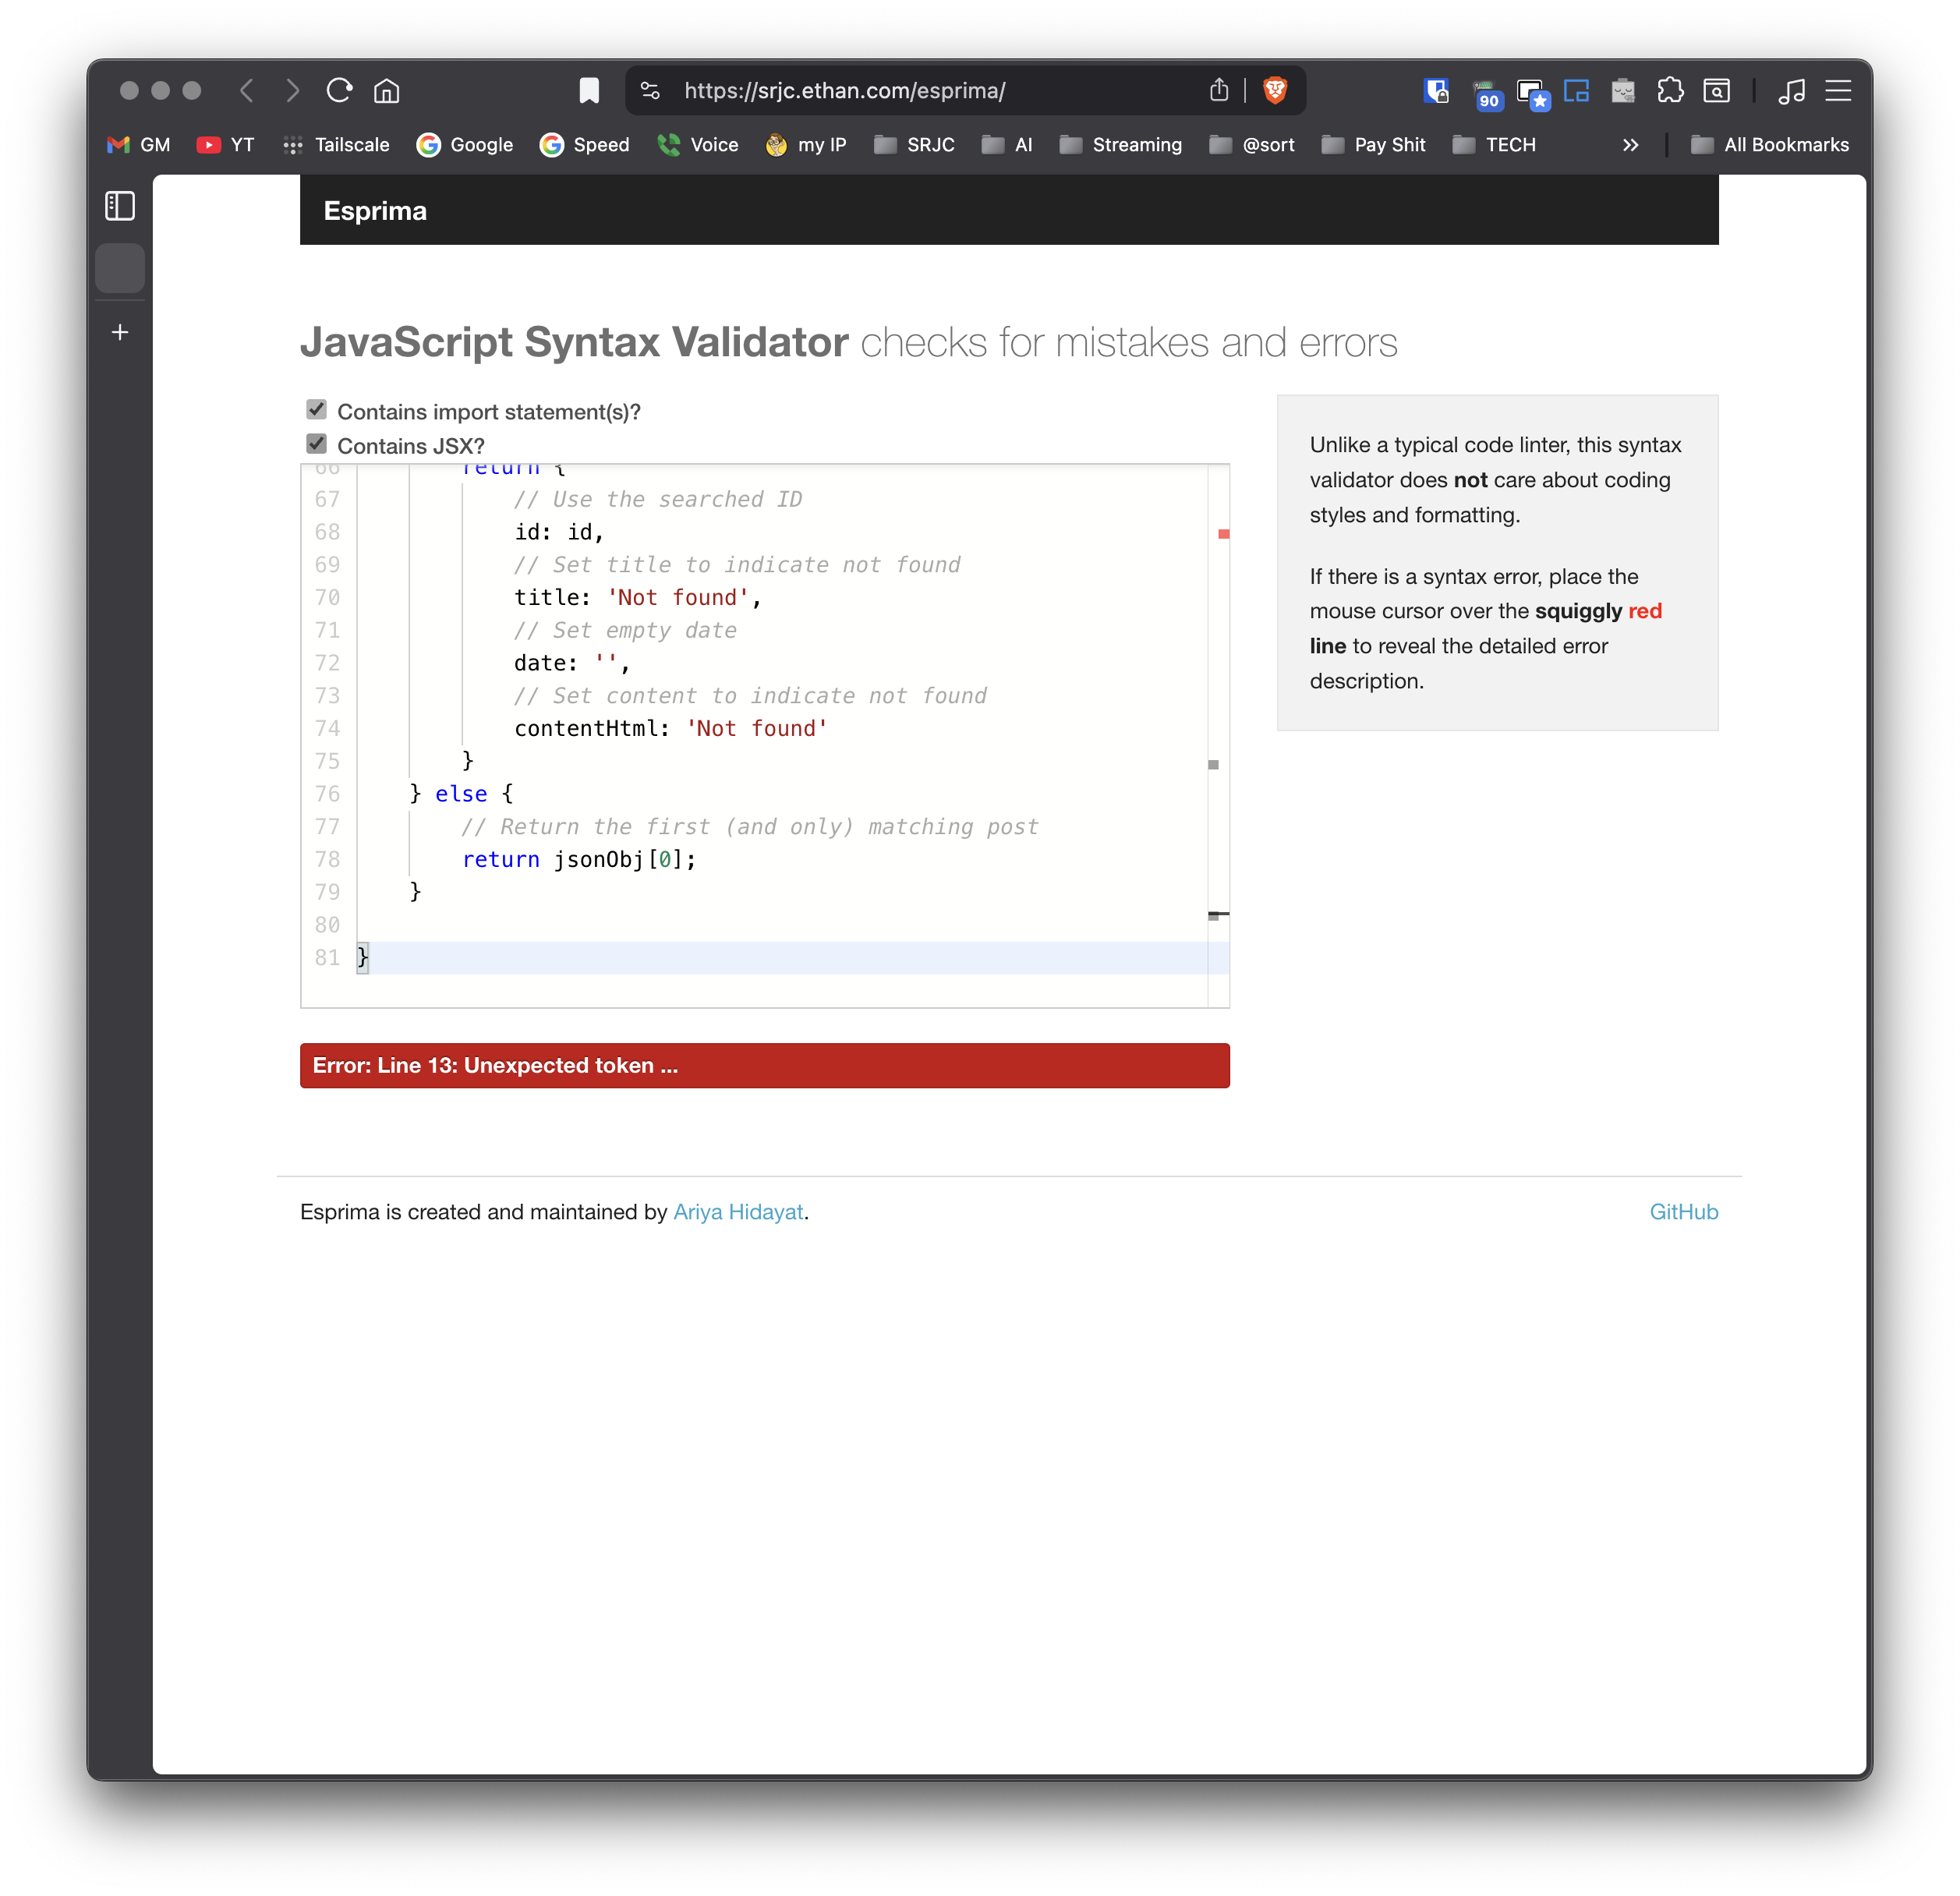 https://srjc.ethan.com/esprima/
90
GM YT Tailscale Google Speed Voice my IP SRJC AI Streaming @sort Pay Shit TECH » All Bookmarks
Esprima
JavaScript Syntax Validator checks for mistakes and errors
Contains import statement(s)?
Contains JSX?
66 return {
67 // Use the searched ID
68 id: id,
69 // Set title to indicate not found
70 title: 'Not found',
71 // Set empty date
72 date: '',
73 // Set content to indicate not found
74 contentHtml: 'Not found'
75 }
76 } else {
77 // Return the first (and only) matching post
78 return jsonObj[0];
79 }
80
81 }
Unlike a typical code linter, this syntax
validator does not care about coding
styles and formatting.
If there is a syntax error, place the
mouse cursor over the squiggly red
line to reveal the detailed error
description.
Error: Line 13: Unexpected token ...
Esprima is created and maintained by Ariya Hidayat.
GitHub